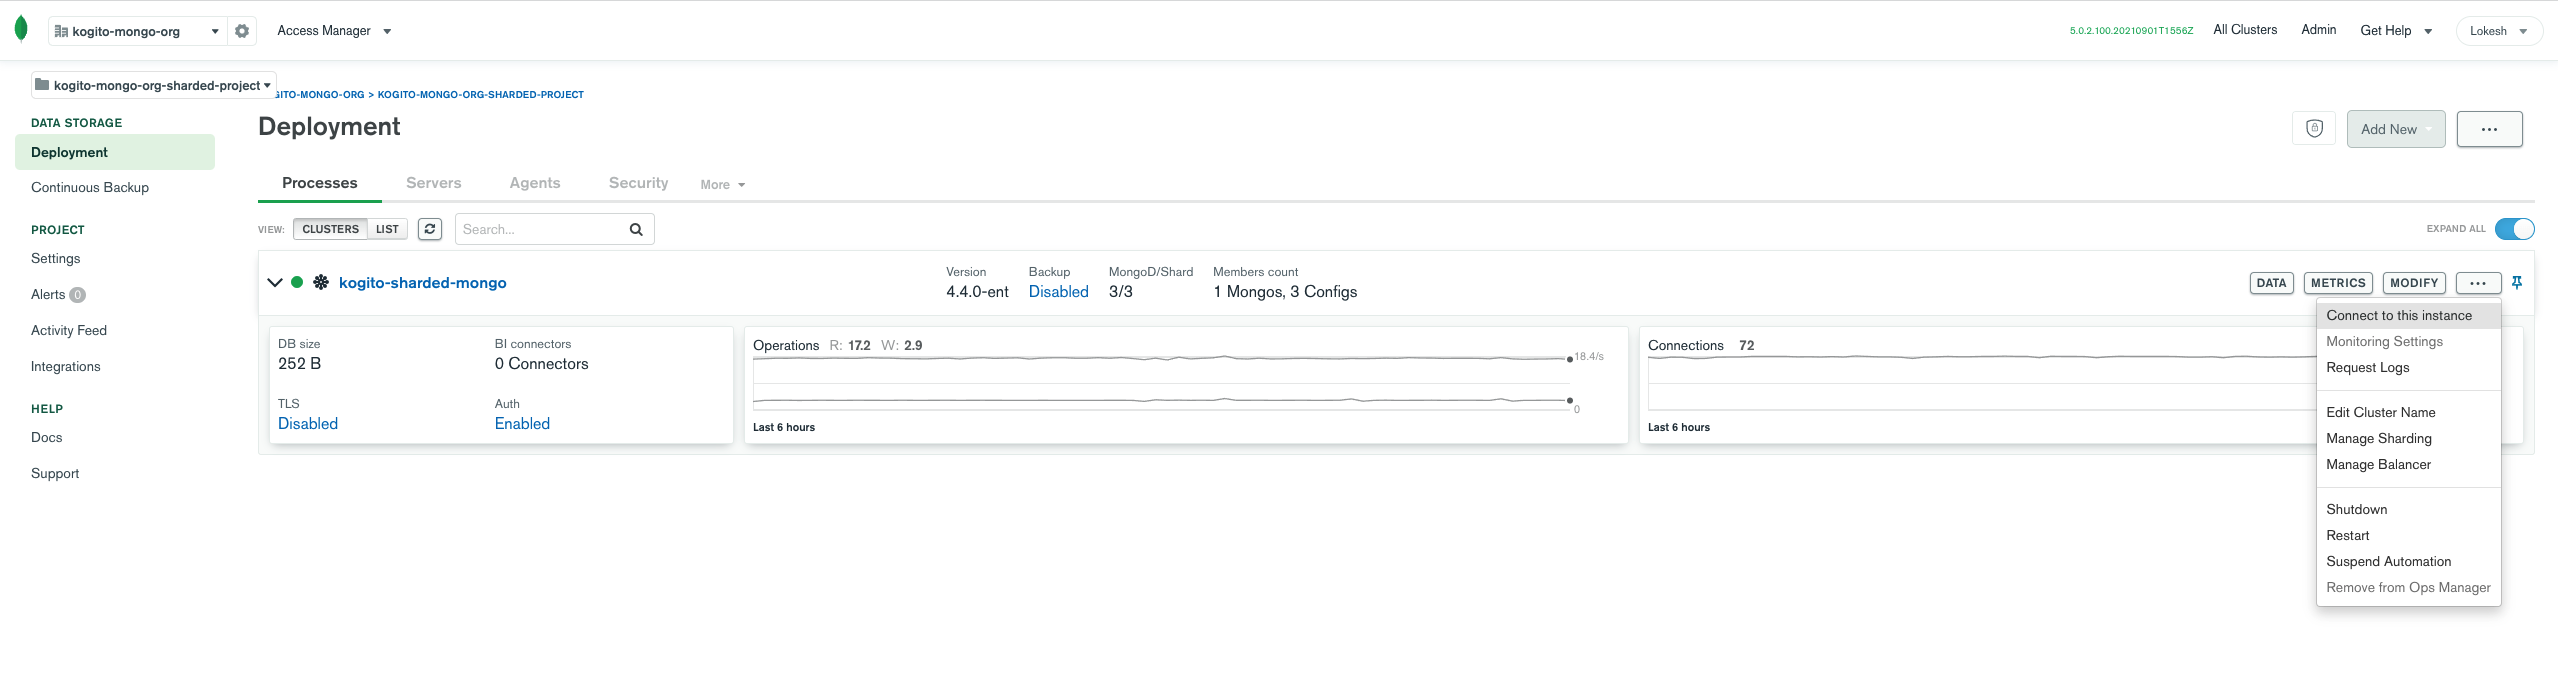 kogito-mongo-org
Access Manager
5.0.2.100.20210901T1556Z
All Clusters
Admin
Get Help
Lokesh
kogito-mongo-org-sharded-project
GITO-MONGO-ORG > KOGITO-MONGO-ORG-SHARDED-PROJECT
Deployment
Add New
...
DATA STORAGE
Deployment
Continuous Backup
PROJECT
Settings
Alerts 0
Activity Feed
Integrations
HELP
Docs
Support
Processes
Servers
Agents
Security
More
VIEW:
CLUSTERS
LIST
Search...
EXPAND ALL
kogito-sharded-mongo
Version
4.4.0-ent
Backup
Disabled
MongoD/Shard
3/3
Members count
1 Mongos, 3 Configs
DATA
METRICS
MODIFY
...
DB size
252 B
BI connectors
0 Connectors
TLS
Disabled
Auth
Enabled
Operations R: 17.2 W: 2.9
18.4/s
0
Last 6 hours
Connections 72
Last 6 hours
Connect to this instance
Monitoring Settings
Request Logs
Edit Cluster Name
Manage Sharding
Manage Balancer
Shutdown
Restart
Suspend Automation
Remove from Ops Manager